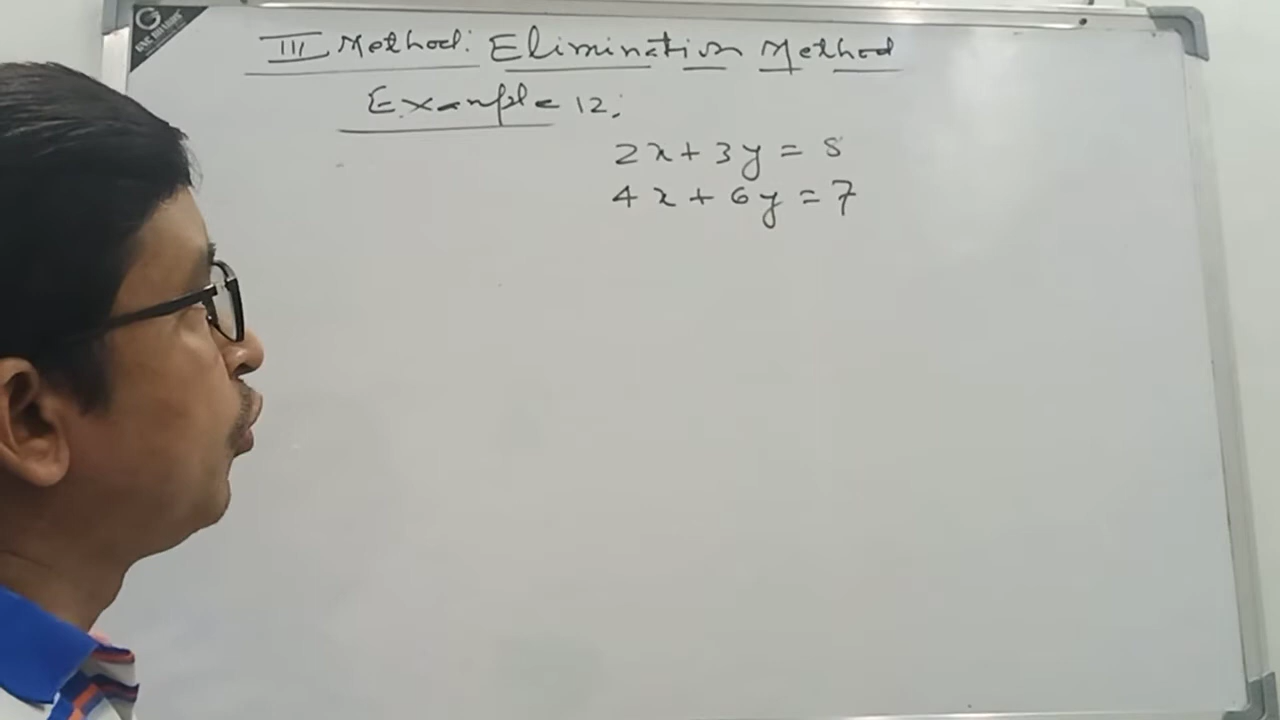 III Method: Elimination Method
Example 12:
2x + 3y = 8
4x + 6y = 7